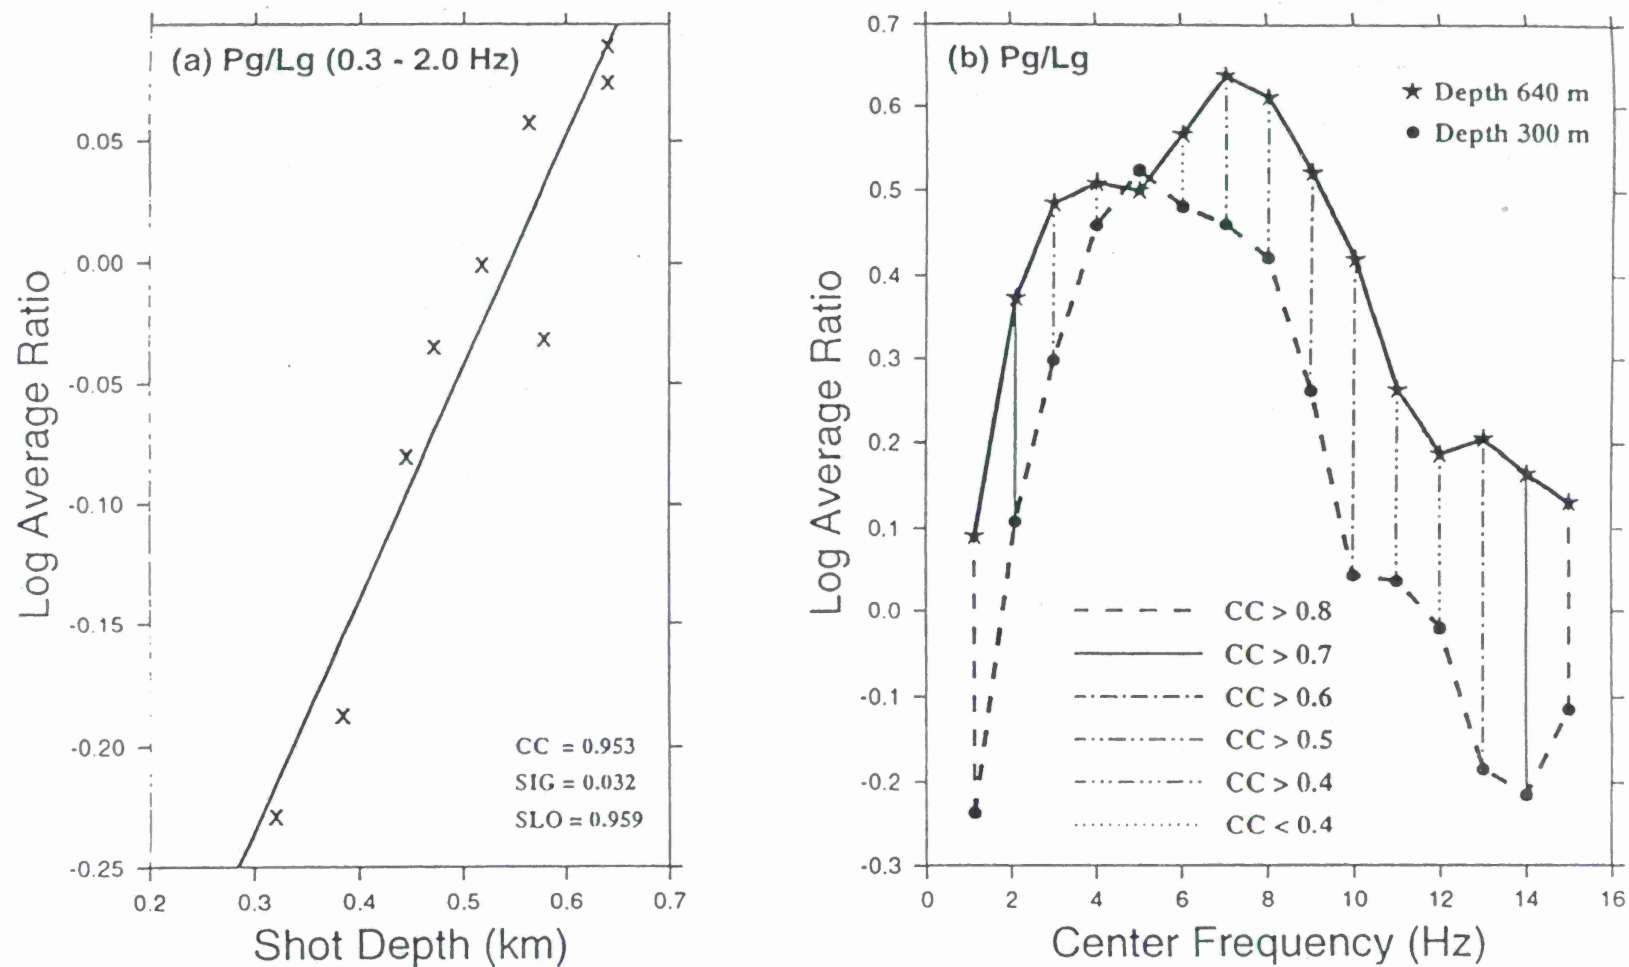 (a) Pg/Lg (0.3 - 2.0 Hz)
Log Average Ratio
0.05
0.00
-0.05
-0.10
-0.15
-0.20
-0.25
CC = 0.953
SIG = 0.032
SLO = 0.959
0.2 0.3 0.4 0.5 0.6 0.7
Shot Depth (km)
(b) Pg/Lg
Depth 640 m
Depth 300 m
Log Average Ratio
0.7
0.6
0.5
0.4
0.3
0.2
0.1
0.0
-0.1
-0.2
-0.3
CC > 0.8
CC > 0.7
CC > 0.6
CC > 0.5
CC > 0.4
CC < 0.4
0 2 4 6 8 10 12 14 16
Center Frequency (Hz)